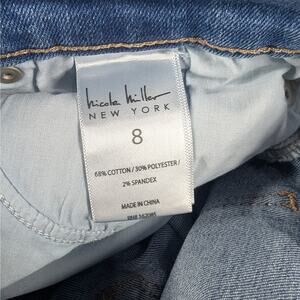 nicole miller
NEW YORK
8
68% COTTON / 30% POLYESTER /
2% SPANDEX
MADE IN CHINA